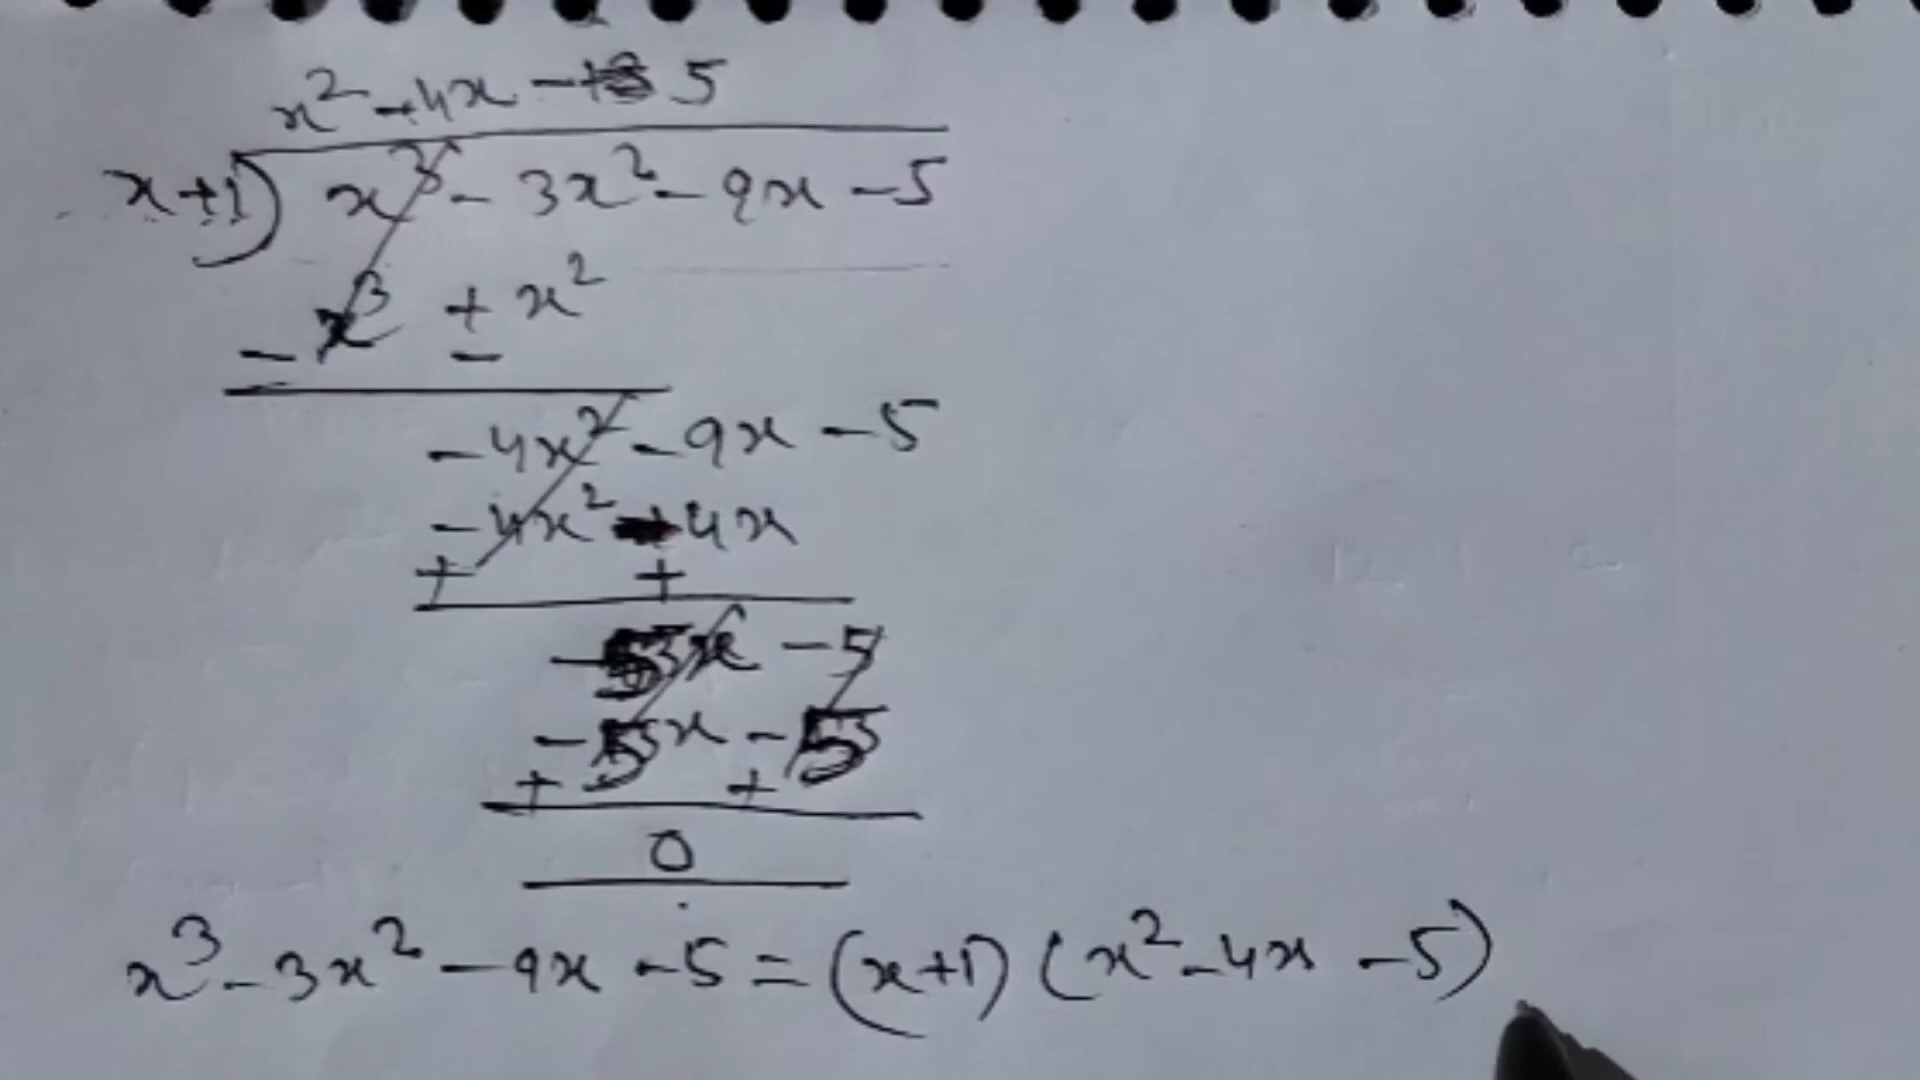 x² - 4x - 5
x+1) x³ - 3x² - 9x - 5
x³ + x²
- -
-4x² - 9x - 5
-4x² - 4x
+ +
-5x - 5
-5x - 5
+ +
0
x³ - 3x² - 9x - 5 = (x+1) (x² - 4x - 5)